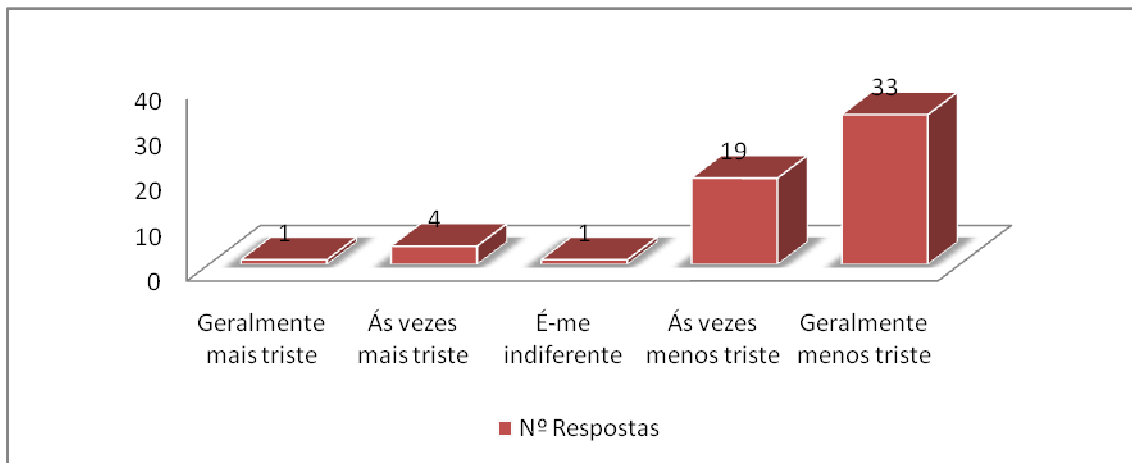 40
30
20
10
0
1
4
1
19
33
Geralmente
mais triste
Ás vezes
mais triste
É-me
indiferente
Ás vezes
menos triste
Geralmente
menos triste
Nº Respostas